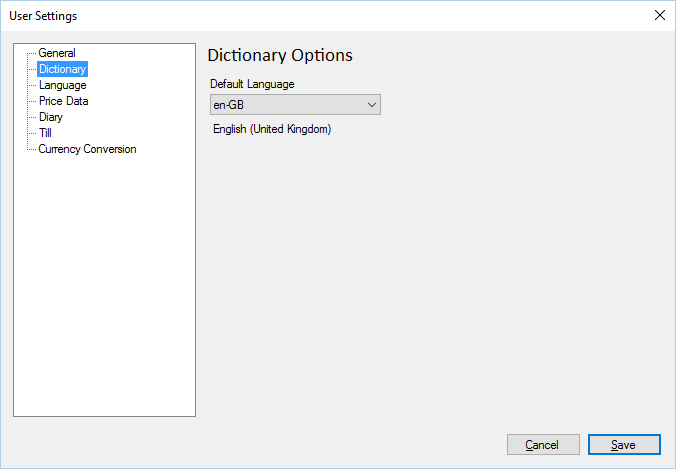 User Settings
General
Dictionary
Language
Price Data
Diary
Till
Currency Conversion
Dictionary Options
Default Language
en-GB
English (United Kingdom)
Cancel
Save